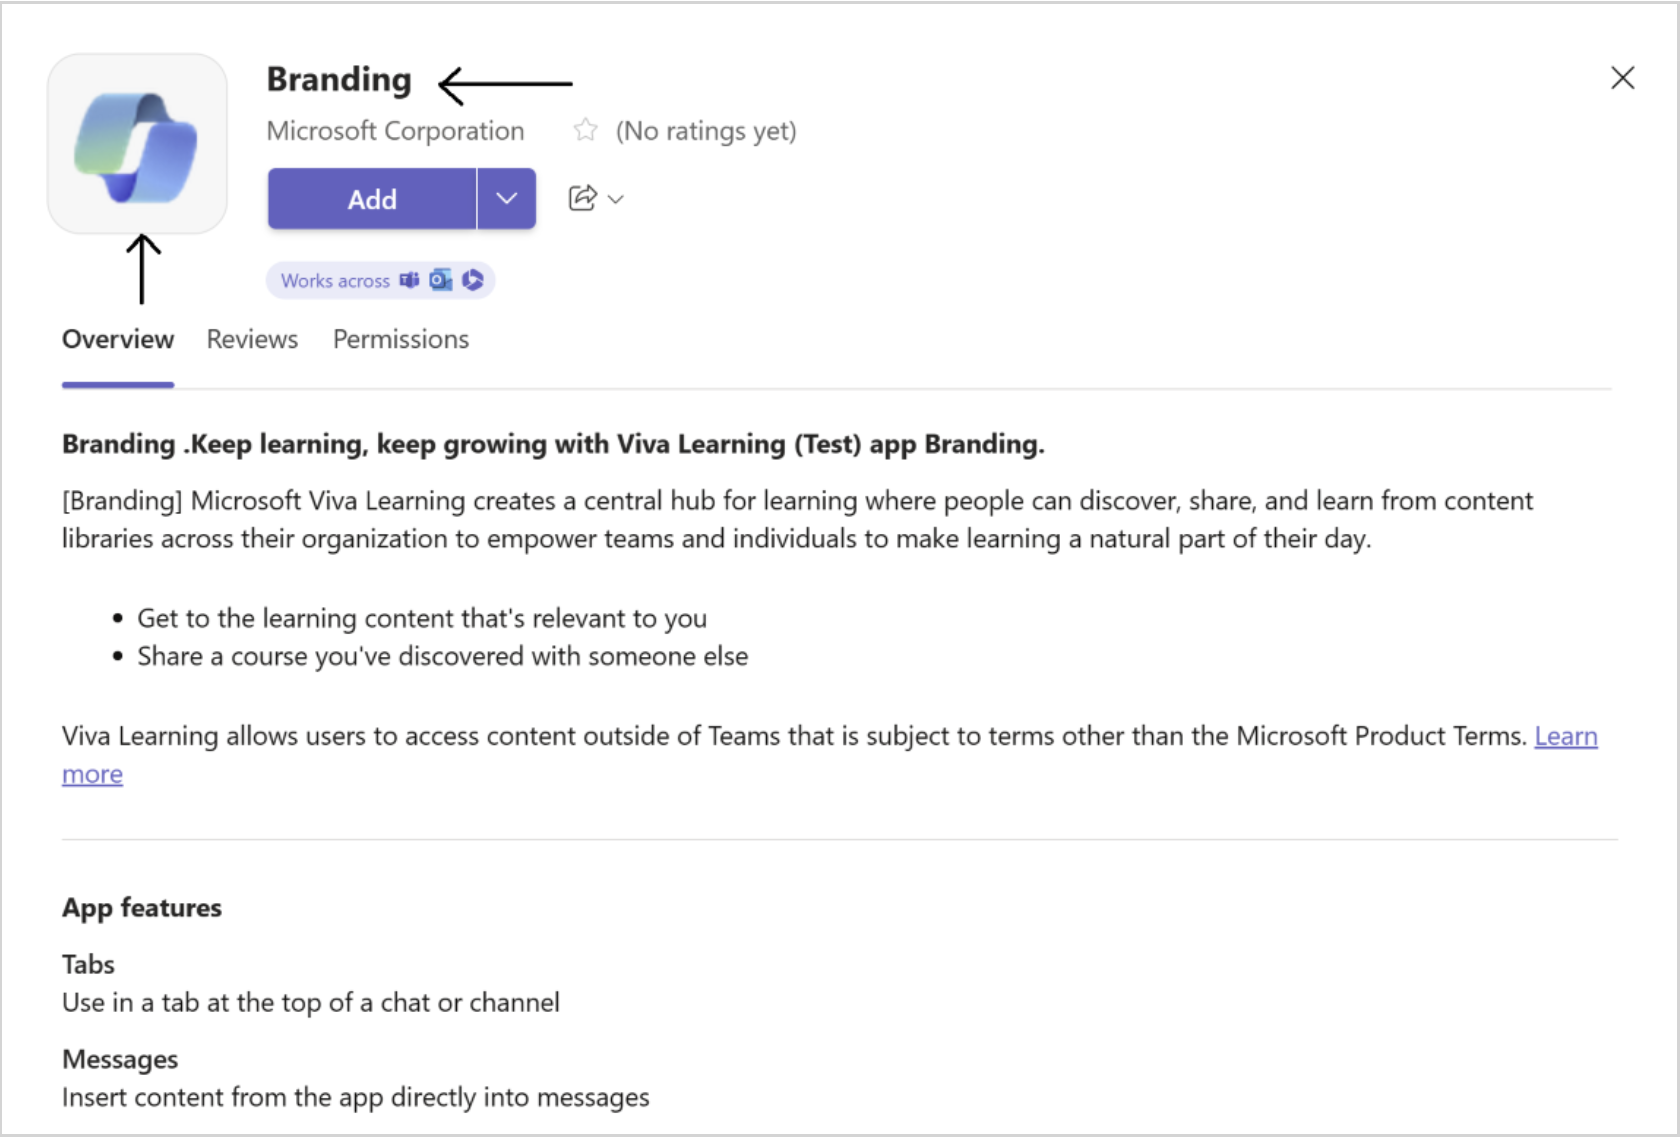 Branding
Microsoft Corporation (No ratings yet)
Add
Works across
Overview Reviews Permissions
Branding .Keep learning, keep growing with Viva Learning (Test) app Branding.
[Branding] Microsoft Viva Learning creates a central hub for learning where people can discover, share, and learn from content
libraries across their organization to empower teams and individuals to make learning a natural part of their day.
• Get to the learning content that's relevant to you
• Share a course you've discovered with someone else
Viva Learning allows users to access content outside of Teams that is subject to terms other than the Microsoft Product Terms. Learn
more
App features
Tabs
Use in a tab at the top of a chat or channel
Messages
Insert content from the app directly into messages